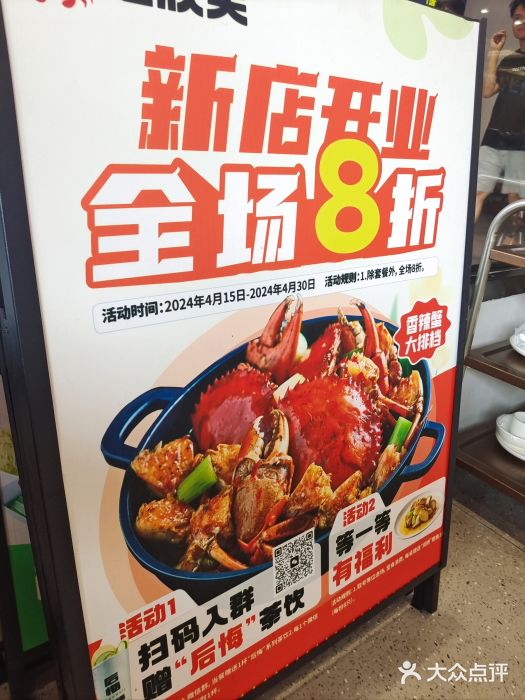 新店开业
全场8折
活动时间:2024年4月15日-2024年4月30日 活动规则:1.除套餐外,全场8折。
香辣蟹
大排档
活动1
扫码入群
赠“后悔”茶饮
活动2
等一等
有福利
大众点评